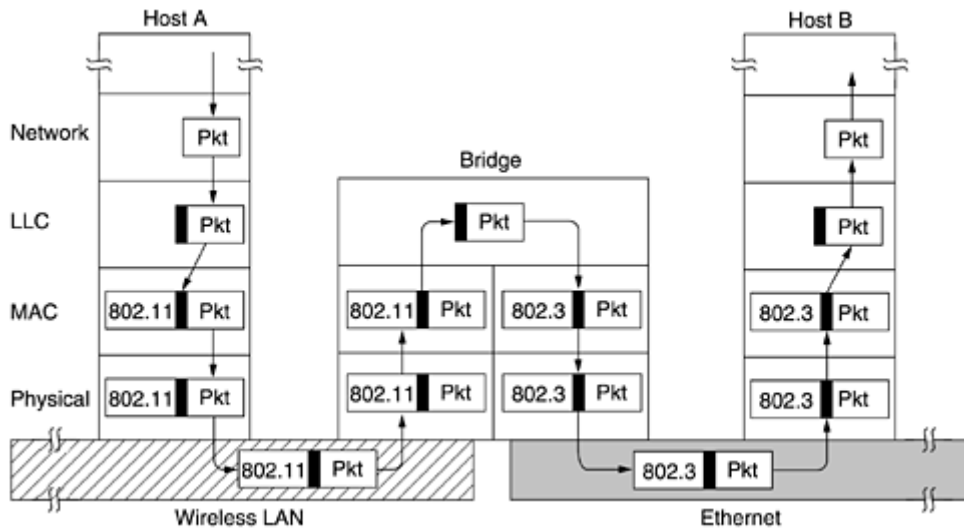 Host A
Host B
Network
Pkt
Bridge
Pkt
LLC
Pkt
Pkt
Pkt
MAC
802.11 Pkt
802.11 Pkt
802.3 Pkt
802.3 Pkt
Physical
802.11 Pkt
802.11 Pkt
802.3 Pkt
802.3 Pkt
802.11 Pkt
802.3 Pkt
Wireless LAN
Ethernet